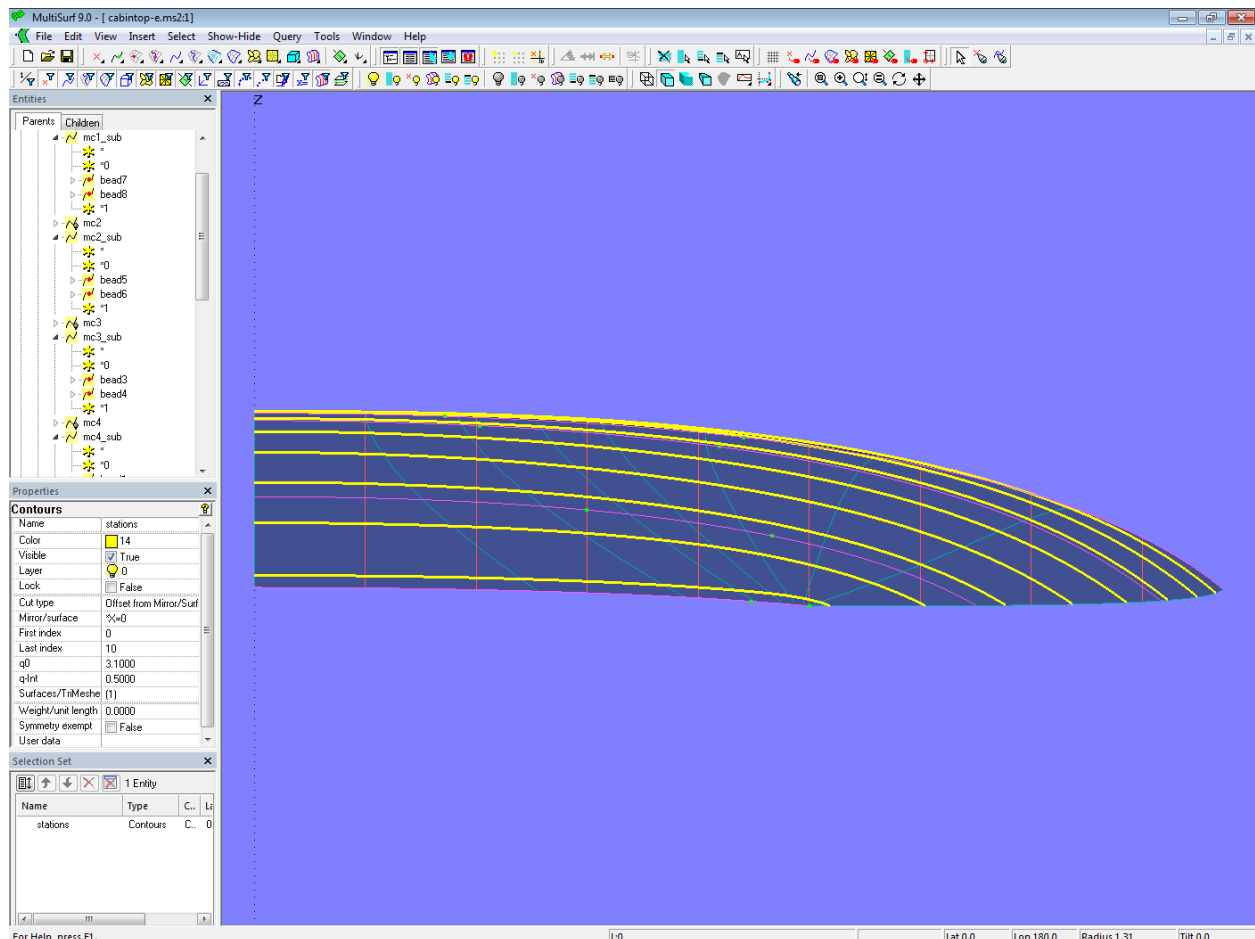 MultiSurf 9.0 - [ cabintop-e.ms2:1]
File Edit View Insert Select Show-Hide Query Tools Window Help
Entities
Parents Children
mc1_sub
*
*0
bead7
bead8
*1
mc2
mc2_sub
*
*0
bead5
bead6
*1
mc3
mc3_sub
*
*0
bead3
bead4
*1
mc4
mc4_sub
*
*0
Properties
Contours
Name stations
Color 14
Visible True
Layer 0
Lock False
Cut type Offset from Mirror/Surf
Mirror/surface *X=0
First index 0
Last index 10
q0 3.1000
q-Int 0.5000
Surfaces/TriMeshe (1)
Weight/unit length 0.0000
Symmetry exempt False
User data
Selection Set
1 Entity
Name Type C.. La
stations Contours C.. 0
For Help, press F1.
L:0
Lat 0.0 Lon 180.0 Radius 1.31 Tilt 0.0
Z